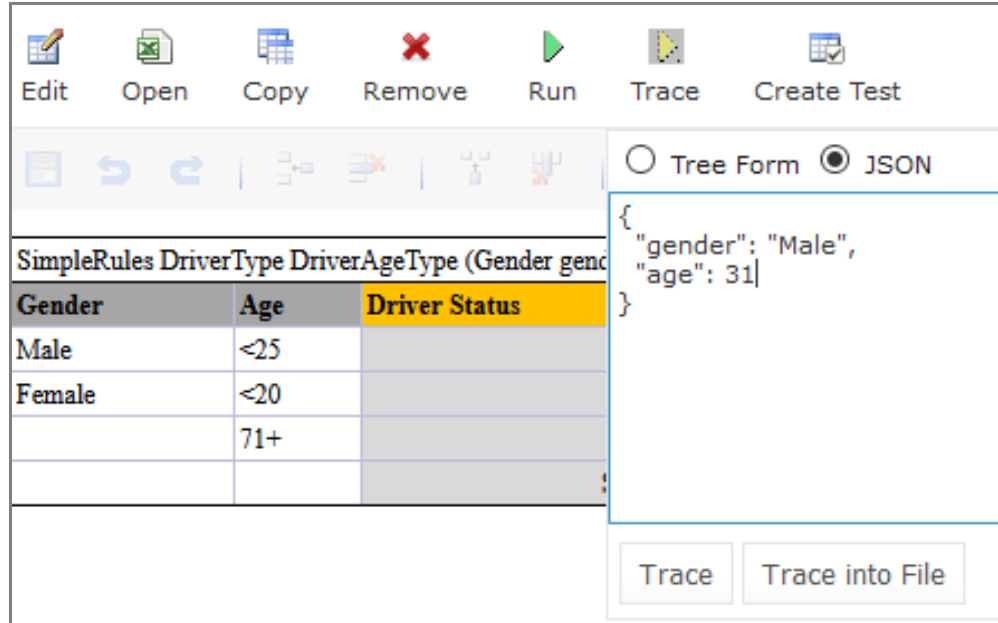 Edit Open Copy Remove Run Trace Create Test
Tree Form JSON
{
"gender": "Male",
"age": 31
}
SimpleRules DriverType DriverAgeType (Gender
Gender Age Driver Status
Male <25
Female <20
71+
Trace Trace into File